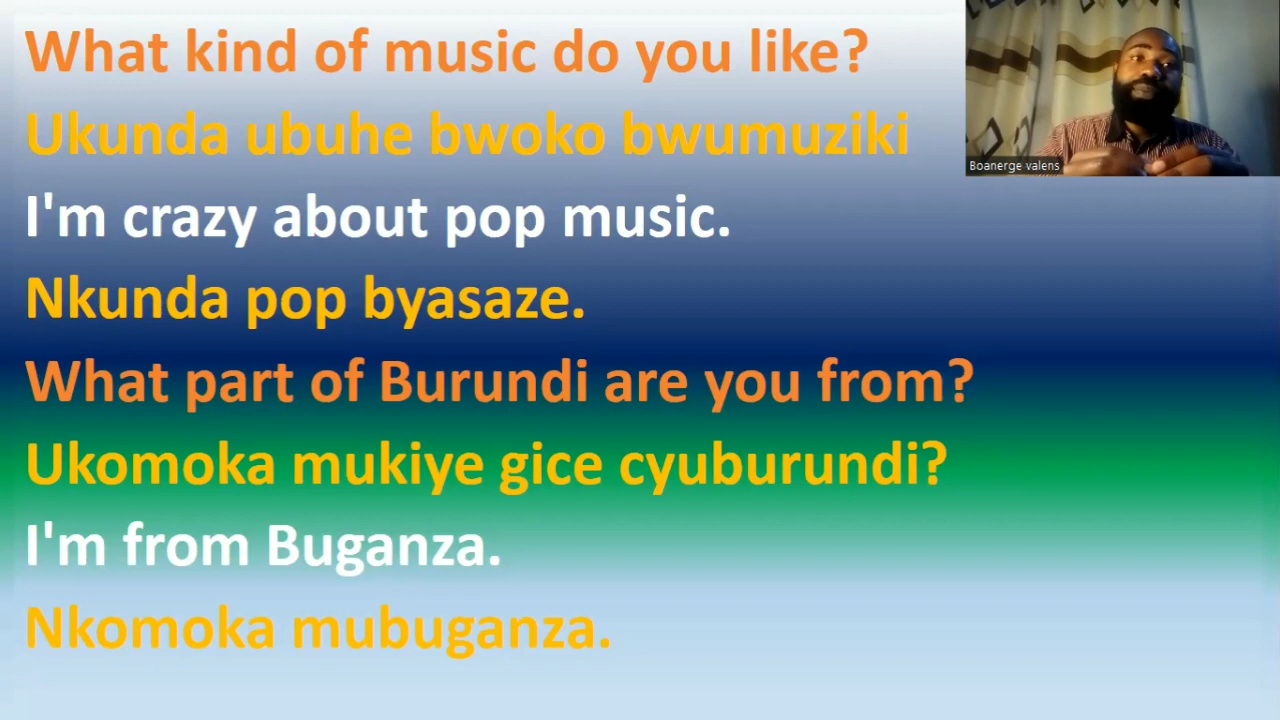 What kind of music do you like?
Ukunda ubuhe bwoko bwumuziki
I'm crazy about pop music.
Nkunda pop byasaze.
What part of Burundi are you from?
Ukomoka mukiye gice cyuburundi?
I'm from Buganza.
Nkomoka mubuganza.
Boanerge valens